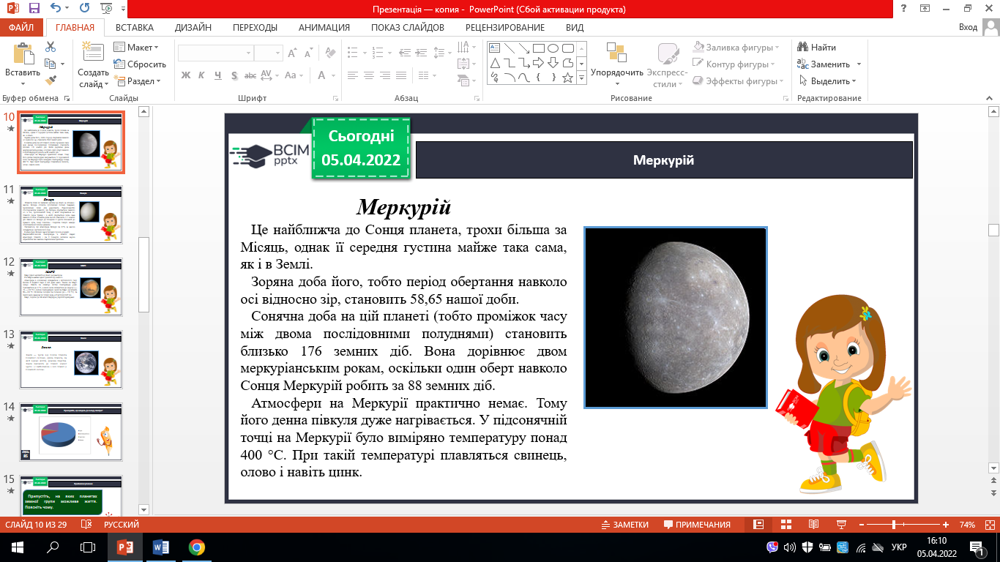 Презентація — копия - PowerPoint (Сбой активации продукта)
ФАЙЛ ГЛАВНАЯ ВСТАВКА ДИЗАЙН ПЕРЕХОДЫ АНИМАЦИЯ ПОКАЗ СЛАЙДОВ РЕЦЕНЗИРОВАНИЕ ВИД Вход
Вставить
Буфер обмена
Создать слайд
Макет
Сбросить
Раздел
Слайды
Ж К Ч S abc AV Aa A
Шрифт
Абзац
Упорядочить
Экспресс-стили
Заливка фигуры
Контур фигуры
Эффекты фигуры
Рисование
Найти
Заменить
Выделить
Редактирование
10
11
12
13
14
15
Припустіть, на яких планетах
земної групи можливе життя.
Поясніть чому.
ВСІМ
pptx
Сьогодні
05.04.2022
Меркурій
Меркурій
Це найближча до Сонця планета, трохи більша за
Місяць, однак її середня густина майже така сама,
як і в Землі.
Зоряна доба його, тобто період обертання навколо
осі відносно зір, становить 58,65 нашої доби.
Сонячна доба на цій планеті (тобто проміжок часу
між двома послідовними полуднями) становить
близько 176 земних діб. Вона дорівнює двом
меркуріанським рокам, оскільки один оберт навколо
Сонця Меркурій робить за 88 земних діб.
Атмосфери на Меркурії практично немає. Тому
його денна півкуля дуже нагрівається. У підсонячній
точці на Меркурії було виміряно температуру понад
400 °С. При такій температурі плавляться свинець,
олово і навіть цинк.
СЛАЙД 10 ИЗ 29 РУССКИЙ ЗАМЕТКИ ПРИМЕЧАНИЯ 74%
УКР
16:10
05.04.2022